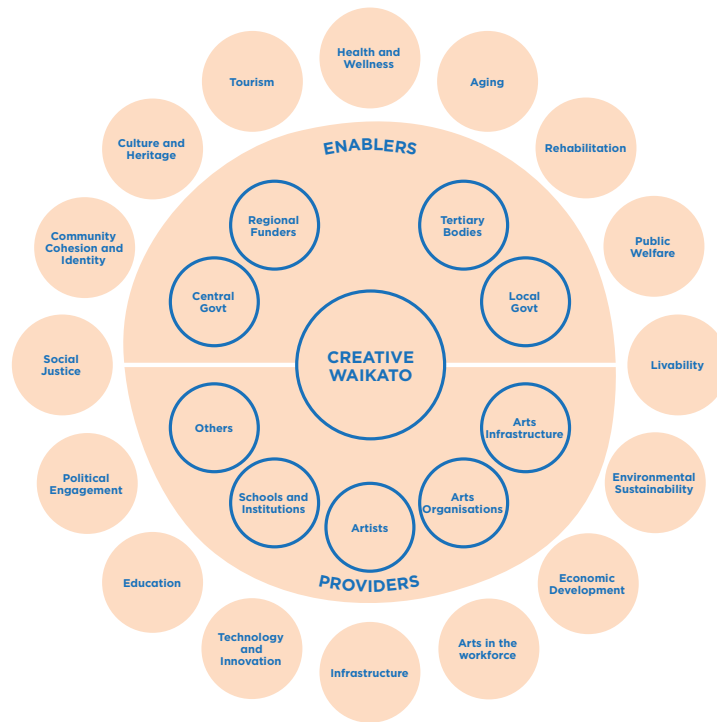 Health and
Wellness
Tourism
Aging
Culture and
Heritage
Rehabilitation
ENABLERS
Regional
Funders
Tertiary
Bodies
Community
Cohesion and
Identity
Public
Welfare
Central
Govt
Local
Govt
CREATIVE
WAIKATO
Social
Justice
Livability
Others
Arts
Infrastructure
Political
Engagement
Environmental
Sustainability
Schools and
Institutions
Arts
Organisations
Artists
PROVIDERS
Education
Economic
Development
Technology
and
Innovation
Arts in the
workforce
Infrastructure